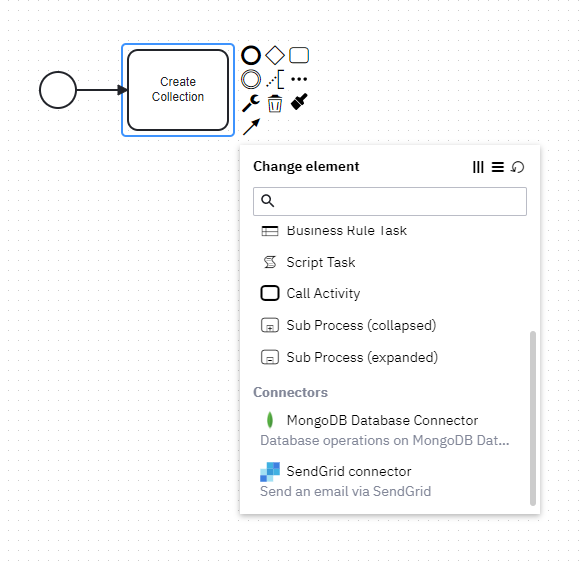 Create
Collection
Change element
Business Rule Task
Script Task
Call Activity
Sub Process (collapsed)
Sub Process (expanded)
Connectors
MongoDB Database Connector
Database operations on MongoDB Dat...
SendGrid connector
Send an email via SendGrid